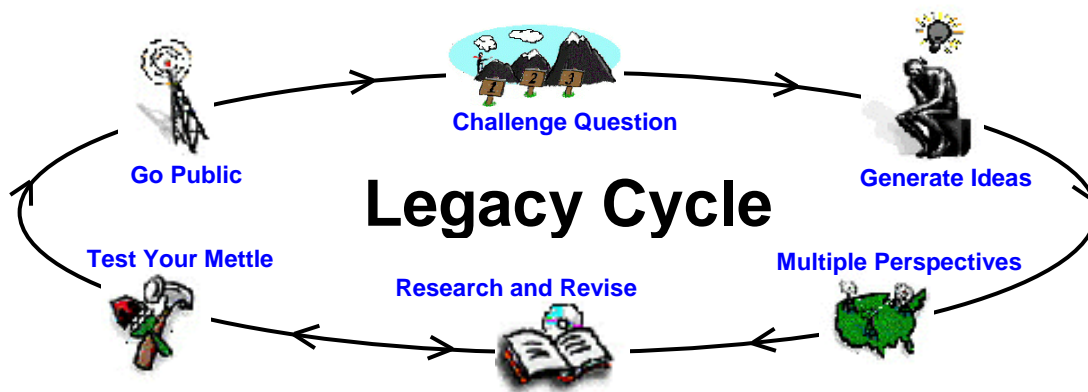 Challenge Question
Go Public
Generate Ideas
Legacy Cycle
Test Your Mettle
Multiple Perspectives
Research and Revise
1
2
3